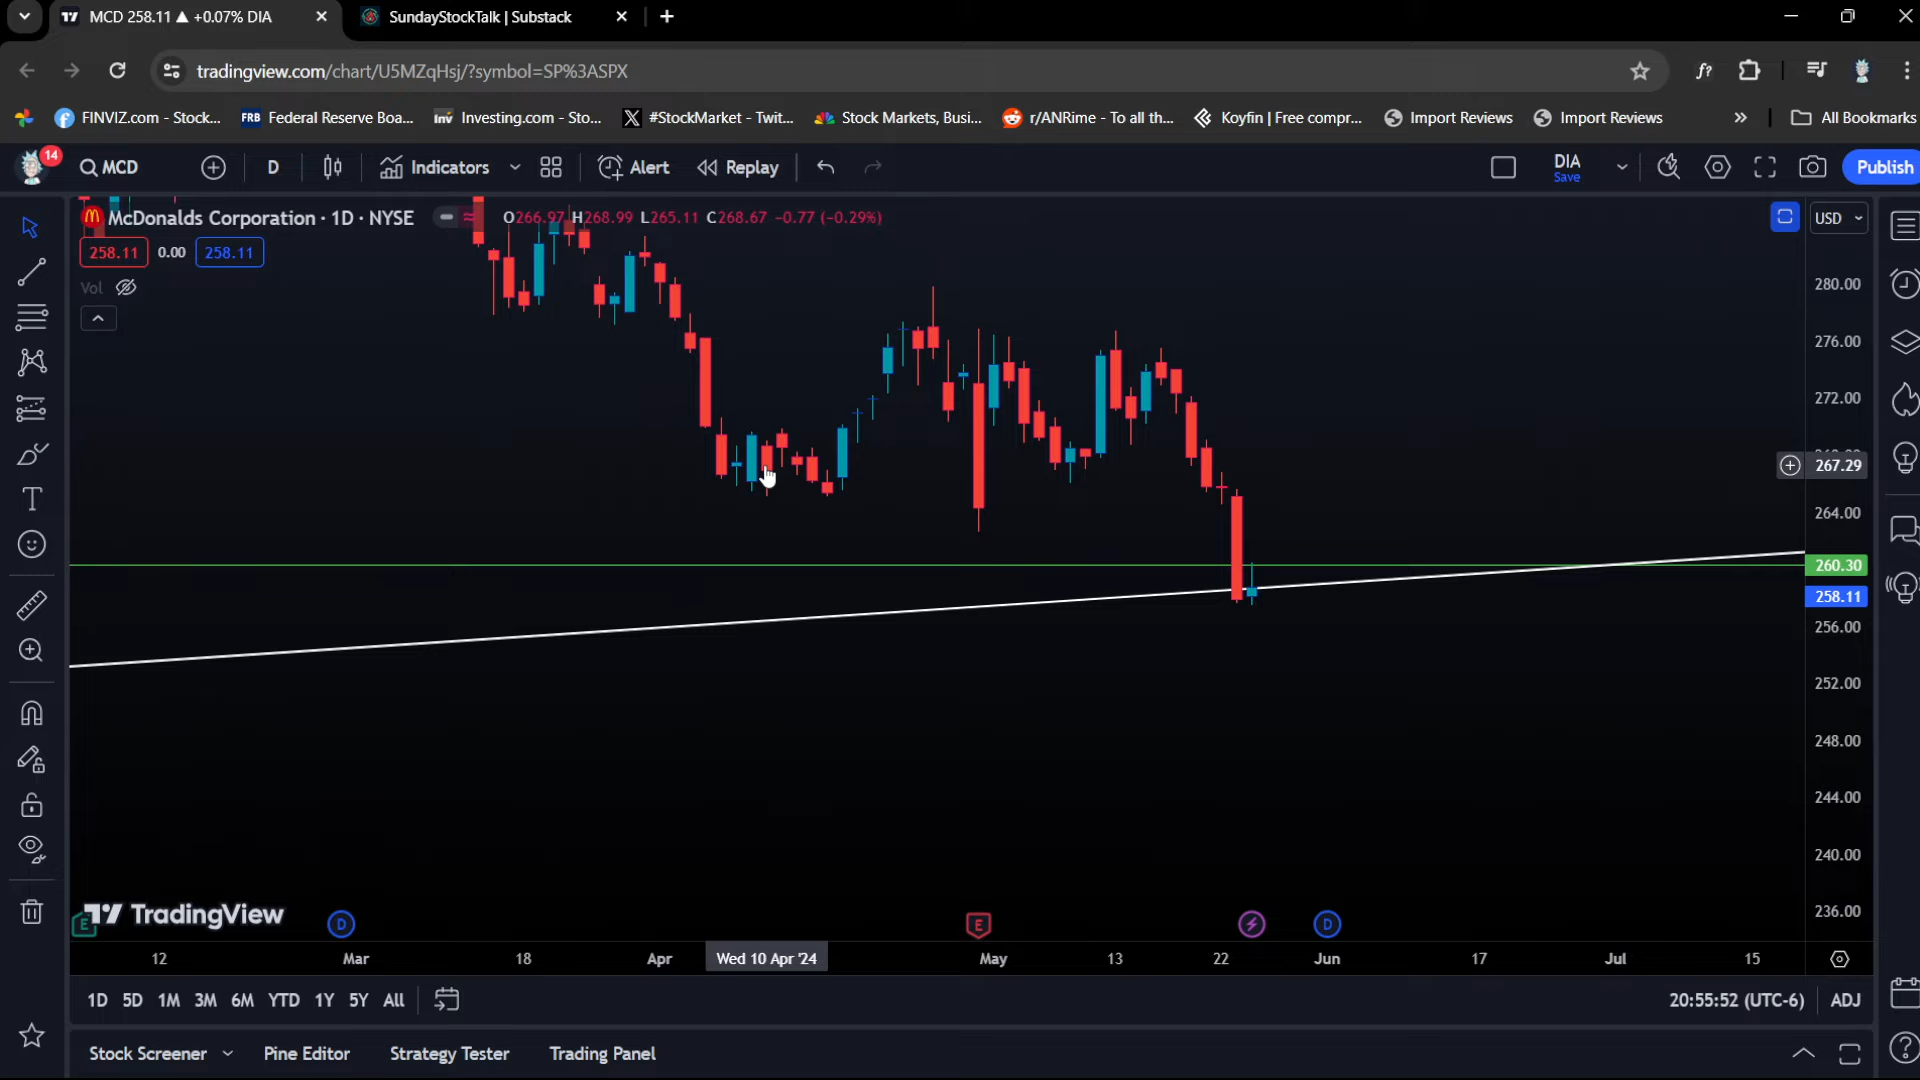 MCD 258.11 ▲ +0.07% DIA
SundayStockTalk | Substack
tradingview.com/chart/U5MZqHsj/?symbol=SP%3ASPX
FINVIZ.com - Stock...
FRB Federal Reserve Boa...
Inv Investing.com - Sto...
#StockMarket - Twit...
Stock Markets, Busi...
r/ANRime - To all th...
Koyfin | Free compr...
Import Reviews
Import Reviews
All Bookmarks
14
MCD
D
Indicators
Alert
Replay
DIA
Save
Publish
McDonalds Corporation · 1D · NYSE
O266.97 H268.99 L265.11 C268.67 -0.77 (-0.29%)
USD
258.11 0.00 258.11
Vol
280.00
276.00
272.00
267.29
264.00
260.30
258.11
256.00
252.00
248.00
244.00
240.00
236.00
TradingView
E
D
E
D
12
Mar
18
Apr
Wed 10 Apr '24
May
13
22
Jun
17
Jul
15
1D 5D 1M 3M 6M YTD 1Y 5Y All
20:55:52 (UTC-6) ADJ
Stock Screener
Pine Editor
Strategy Tester
Trading Panel